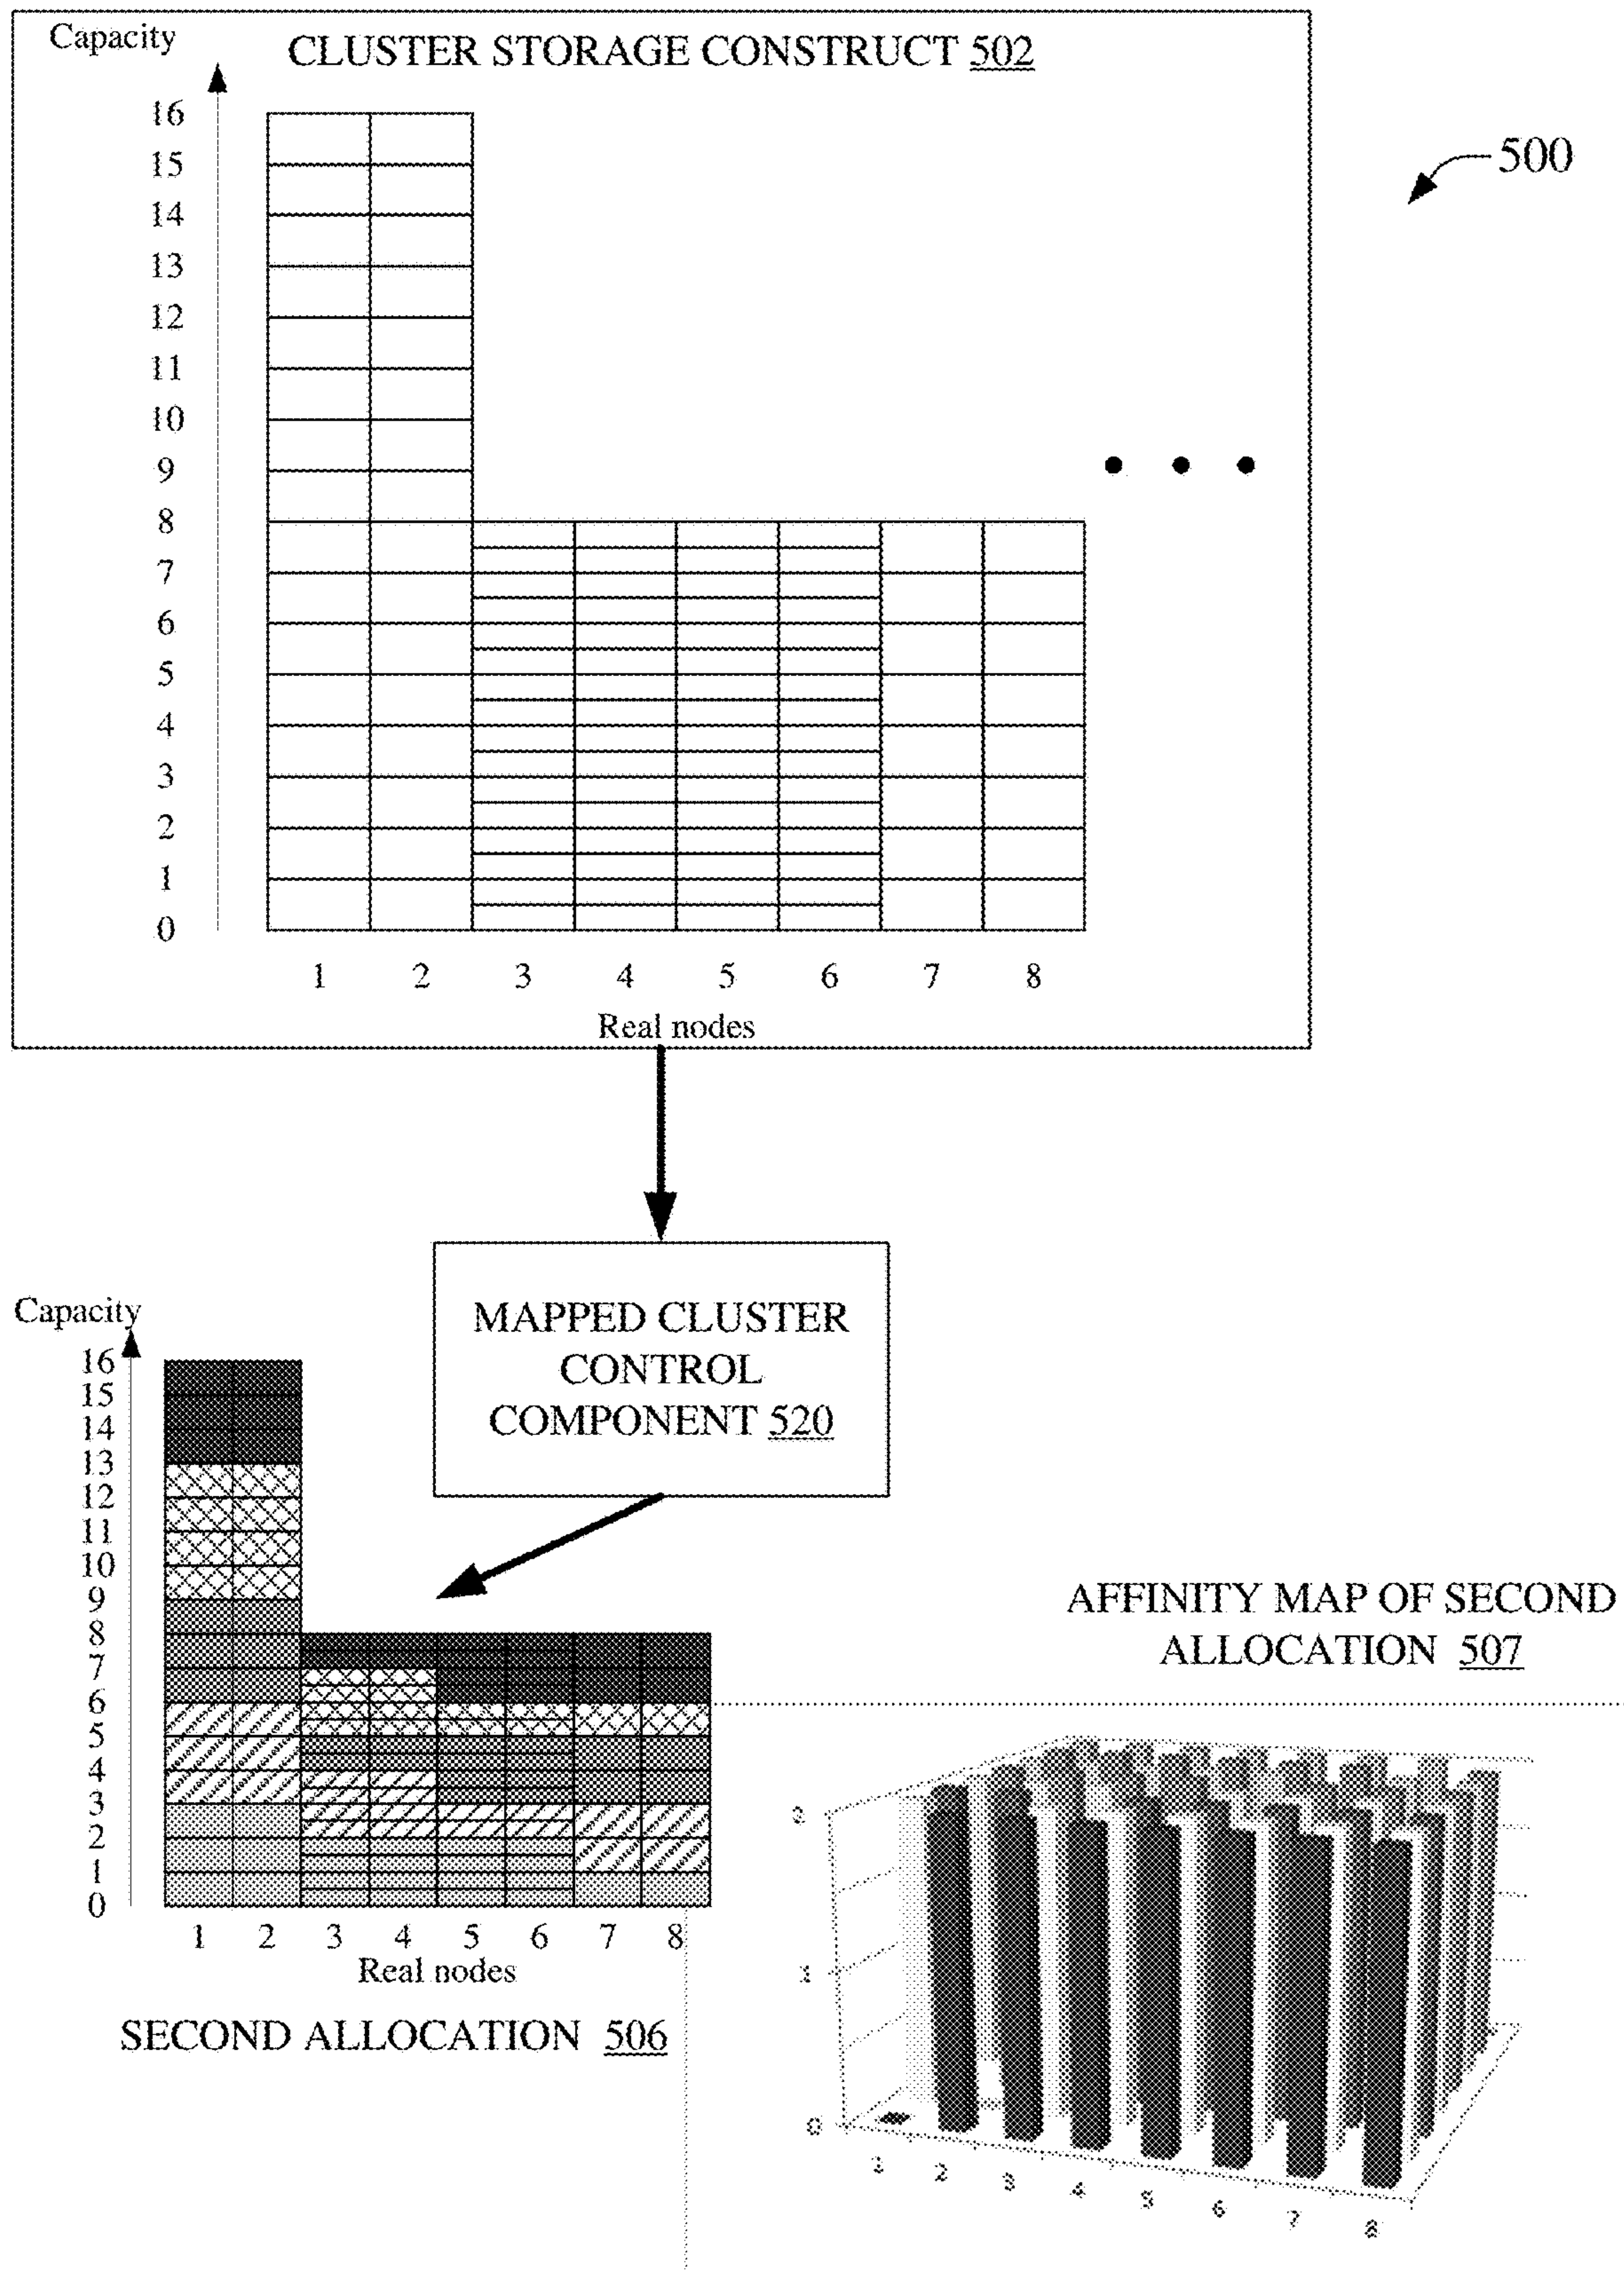 Capacity
CLUSTER STORAGE CONSTRUCT 502
500
16
15
14
13
12
11
10
9
8
7
6
5
4
3
2
1
0
1 2 3 4 5 6 7 8
Real nodes
MAPPED CLUSTER
CONTROL
COMPONENT 520
Capacity
16
15
14
13
12
11
10
9
8
7
6
5
4
3
2
1
0
1 2 3 4 5 6 7 8
Real nodes
SECOND ALLOCATION 506
AFFINITY MAP OF SECOND
ALLOCATION 507
2
1
0
1 2 3 4 5 6 7 8